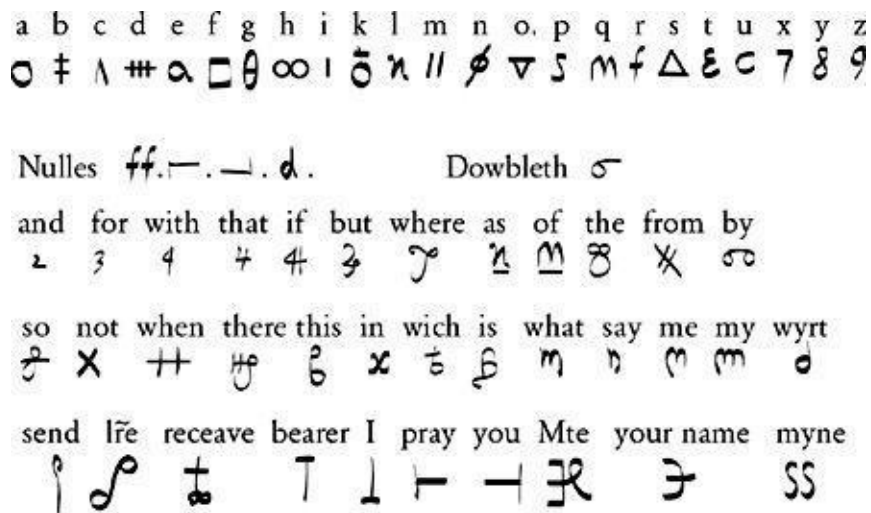 a b c d e f g h i k l m n o. p q r s t u x y z
Nulles ff. . . d . Dowbleth
and for with that if but where as of the from by
so not when there this in wich is what say me my wyrt
send lr̃e receave bearer I pray you Mte your name myne